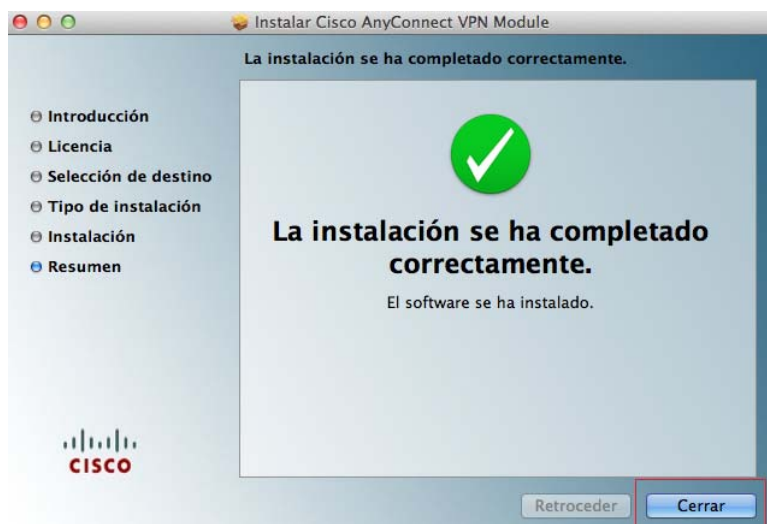 Instalar Cisco AnyConnect VPN Module
La instalación se ha completado correctamente.
Introducción
Licencia
Selección de destino
Tipo de instalación
Instalación
Resumen
La instalación se ha completado
correctamente.
El software se ha instalado.
CISCO
Retroceder
Cerrar